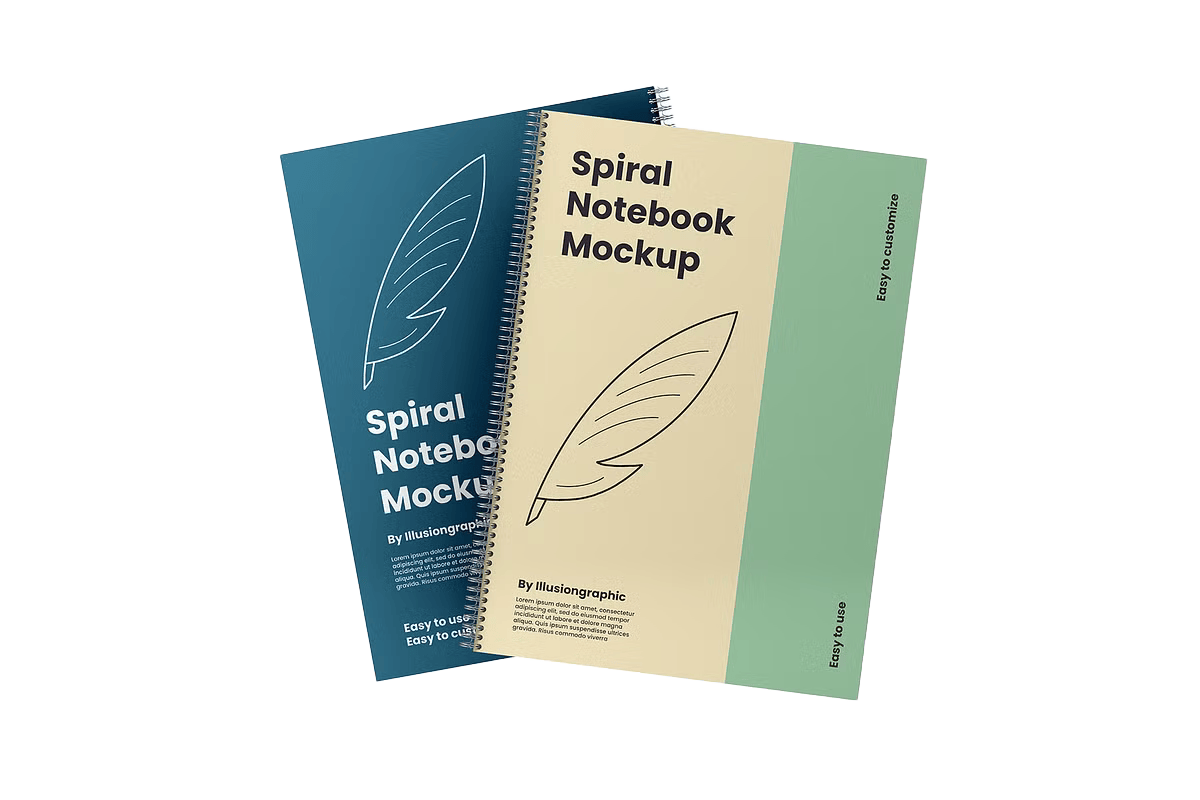 Spiral
Notebo
Mocku
By Illusiongraphic
Lorem ipsum dolor sit amet,
adipiscing elit, sed do eiusm
incididunt ut labore et dolore
aliqua. Quis ipsum suspend
gravida. Risus commodo
Easy to use
Easy to cust
Spiral
Notebook
Mockup
By Illusiongraphic
Lorem ipsum dolor sit amet, consectetur
adipiscing elit, sed do eiusmod tempor
incididunt ut labore et dolore magna
aliqua. Quis ipsum suspendisse ultrices
gravida. Risus commodo viverra
Easy to customize
Easy to use